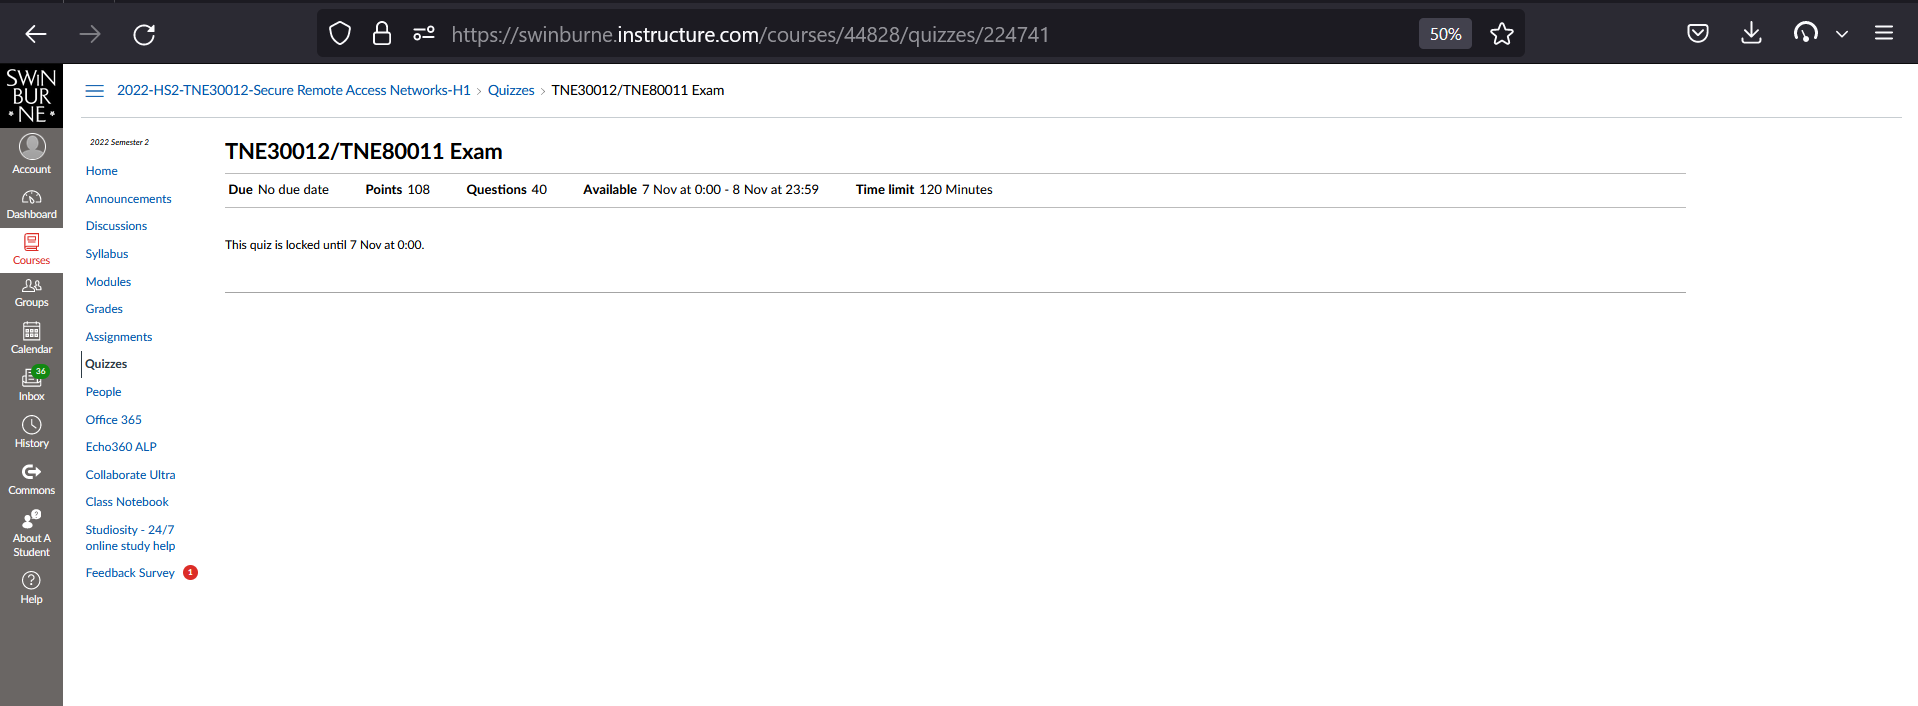 https://swinburne.instructure.com/courses/44828/quizzes/224741
50%
SWIN
BUR
•NE•
2022-HS2-TNE30012-Secure Remote Access Networks-H1 › Quizzes › TNE30012/TNE80011 Exam
Account
Dashboard
Courses
Groups
Calendar
36
Inbox
History
Commons
About A
Student
Help
2022 Semester 2
Home
Announcements
Discussions
Syllabus
Modules
Grades
Assignments
Quizzes
People
Office 365
Echo360 ALP
Collaborate Ultra
Class Notebook
Studiosity - 24/7
online study help
Feedback Survey 1
TNE30012/TNE80011 Exam
Due No due date Points 108 Questions 40 Available 7 Nov at 0:00 - 8 Nov at 23:59 Time limit 120 Minutes
This quiz is locked until 7 Nov at 0:00.